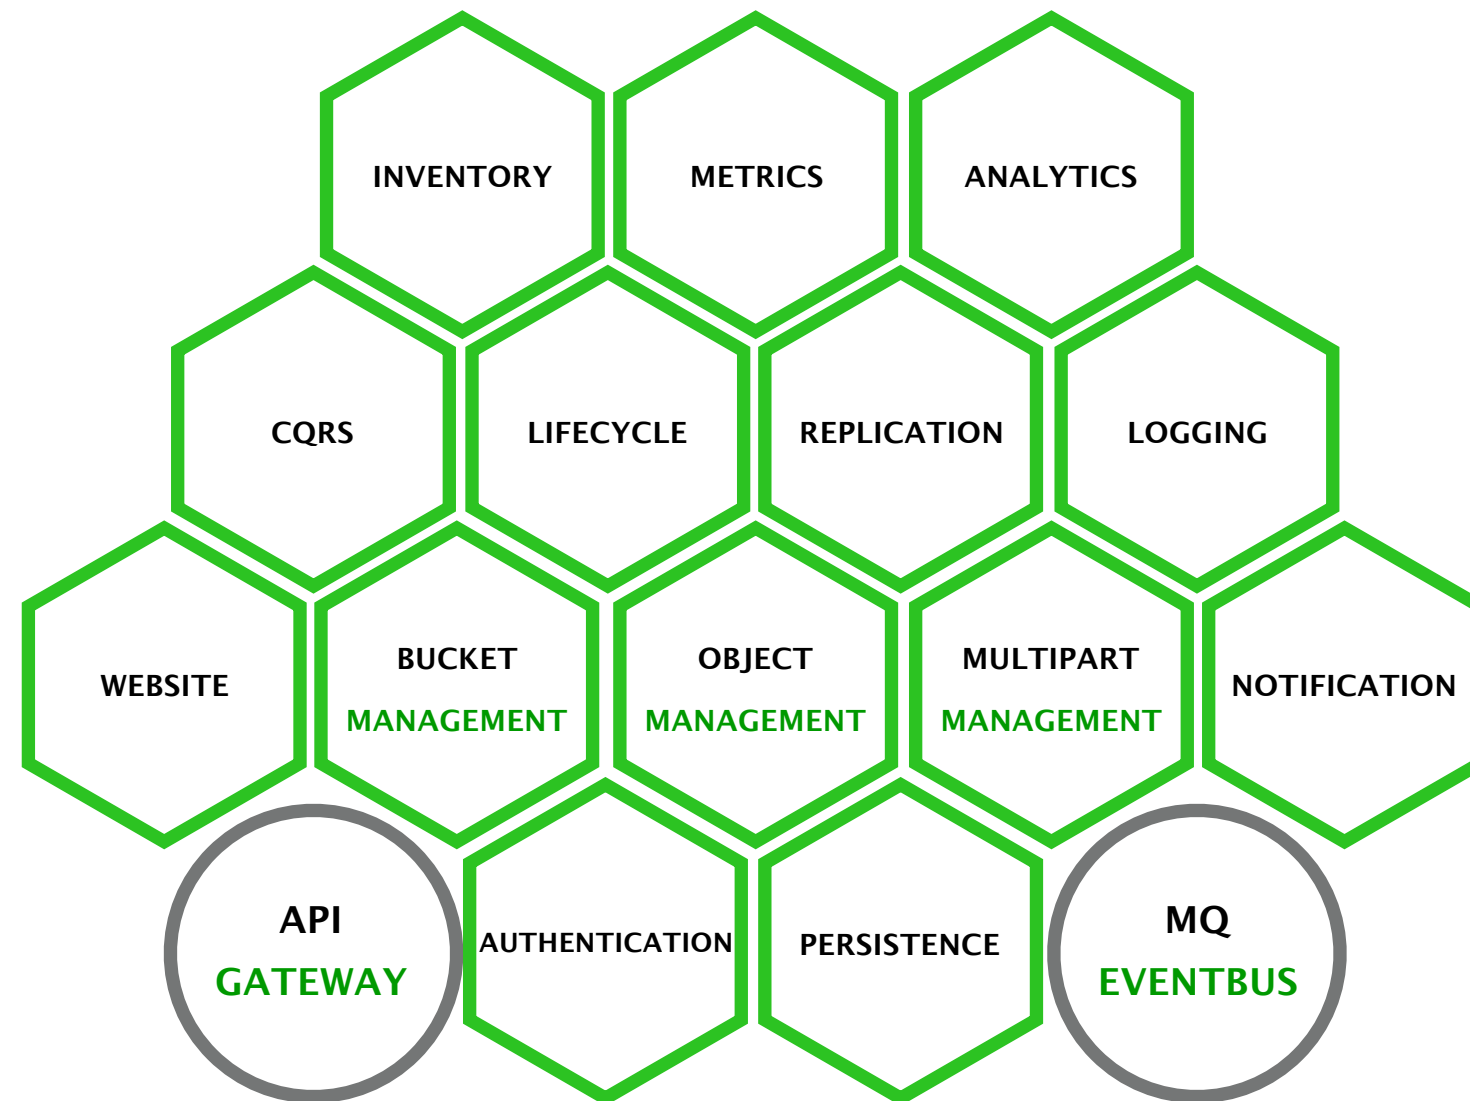 INVENTORY
METRICS
ANALYTICS
CQRS
LIFECYCLE
REPLICATION
LOGGING
WEBSITE
BUCKET
MANAGEMENT
OBJECT
MANAGEMENT
MULTIPART
MANAGEMENT
NOTIFICATION
API
GATEWAY
AUTHENTICATION
PERSISTENCE
MQ
EVENTBUS